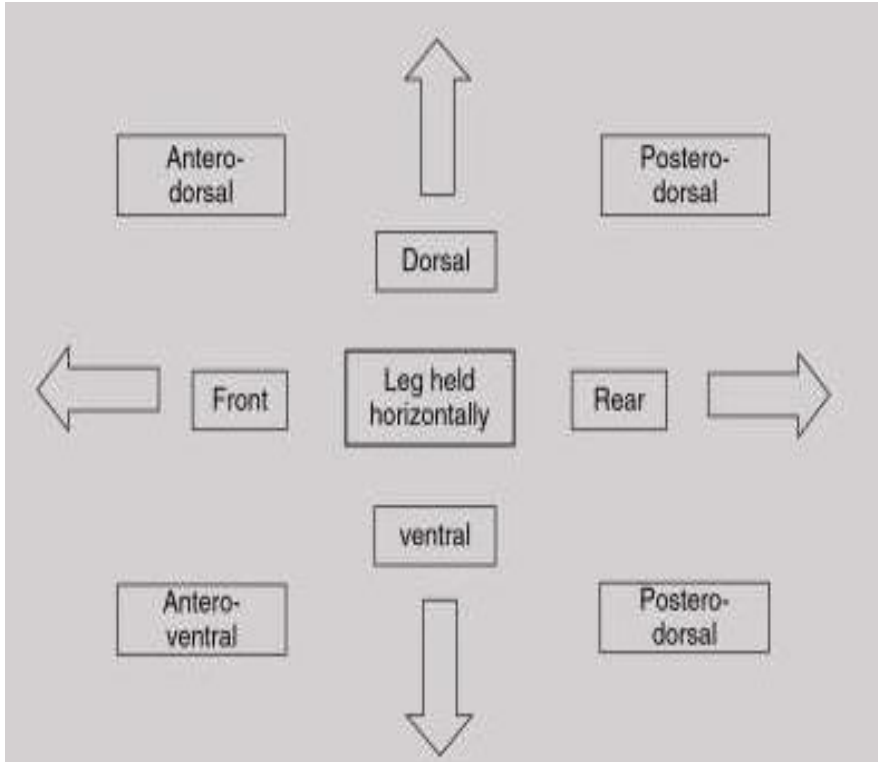 Antero-
dorsal
Postero-
dorsal
Dorsal
Front
Leg held
horizontally
Rear
ventral
Antero-
ventral
Postero-
dorsal